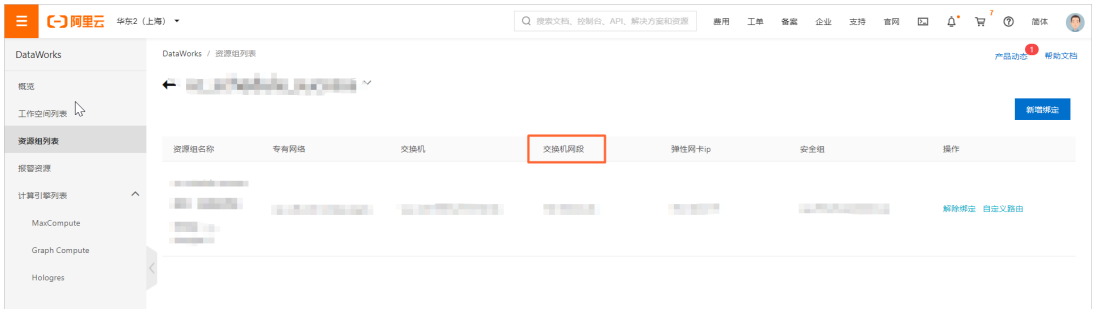 阿里云 华东2（上海） 搜索文档、控制台、API、解决方案和资源 费用 工单 备案 企业 支持 官网 7 简体
DataWorks
DataWorks / 资源组列表
产品动态 1 帮助文档
概览
工作空间列表
新增绑定
资源组列表
资源组名称 专有网络 交换机 交换机网段 弹性网卡ip 安全组 操作
报警资源
计算引擎列表
解除绑定 自定义路由
MaxCompute
Graph Compute
Hologres